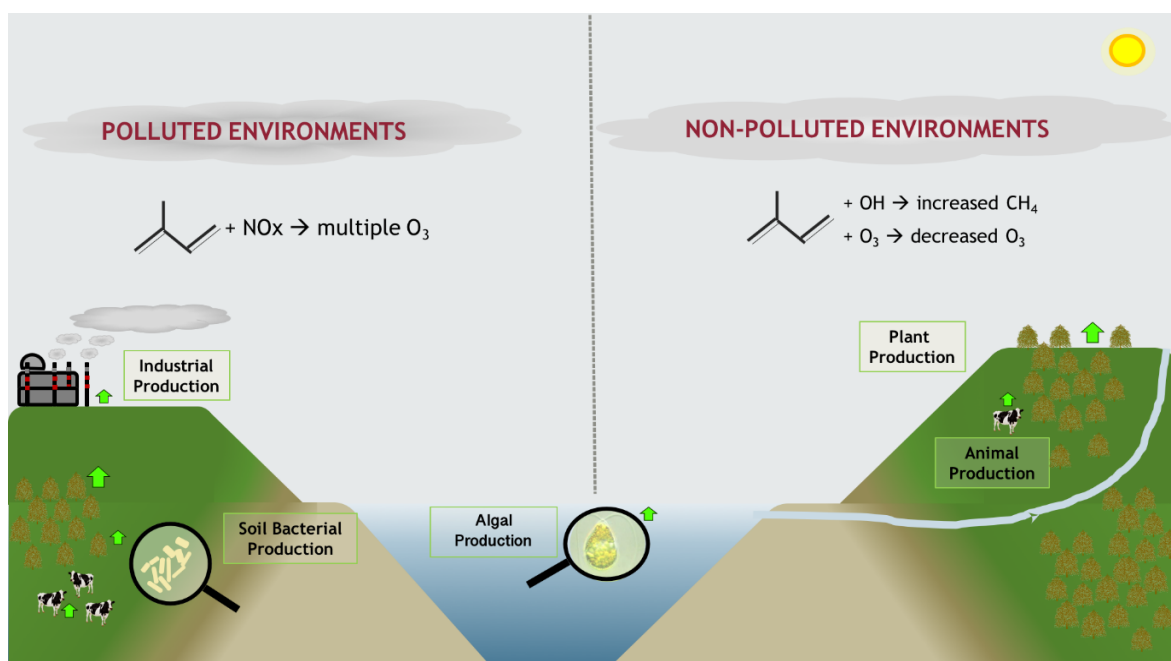 POLLUTED ENVIRONMENTS
+ NOx → multiple O₃
Industrial
Production
Soil Bacterial
Production
Algal
Production
NON-POLLUTED ENVIRONMENTS
+ OH → increased CH₄
+ O₃ → decreased O₃
Plant
Production
Animal
Production